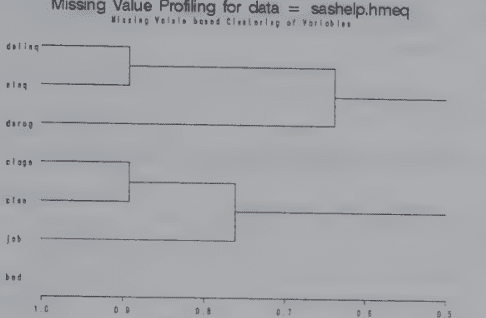 Missing Value Profiling for data = sashelp.hmeq
Missing Value based Clustering of Variables
delinq
ninq
derog
clage
clno
job
bad
1.0 0.9 0.8 0.7 0.6 0.5